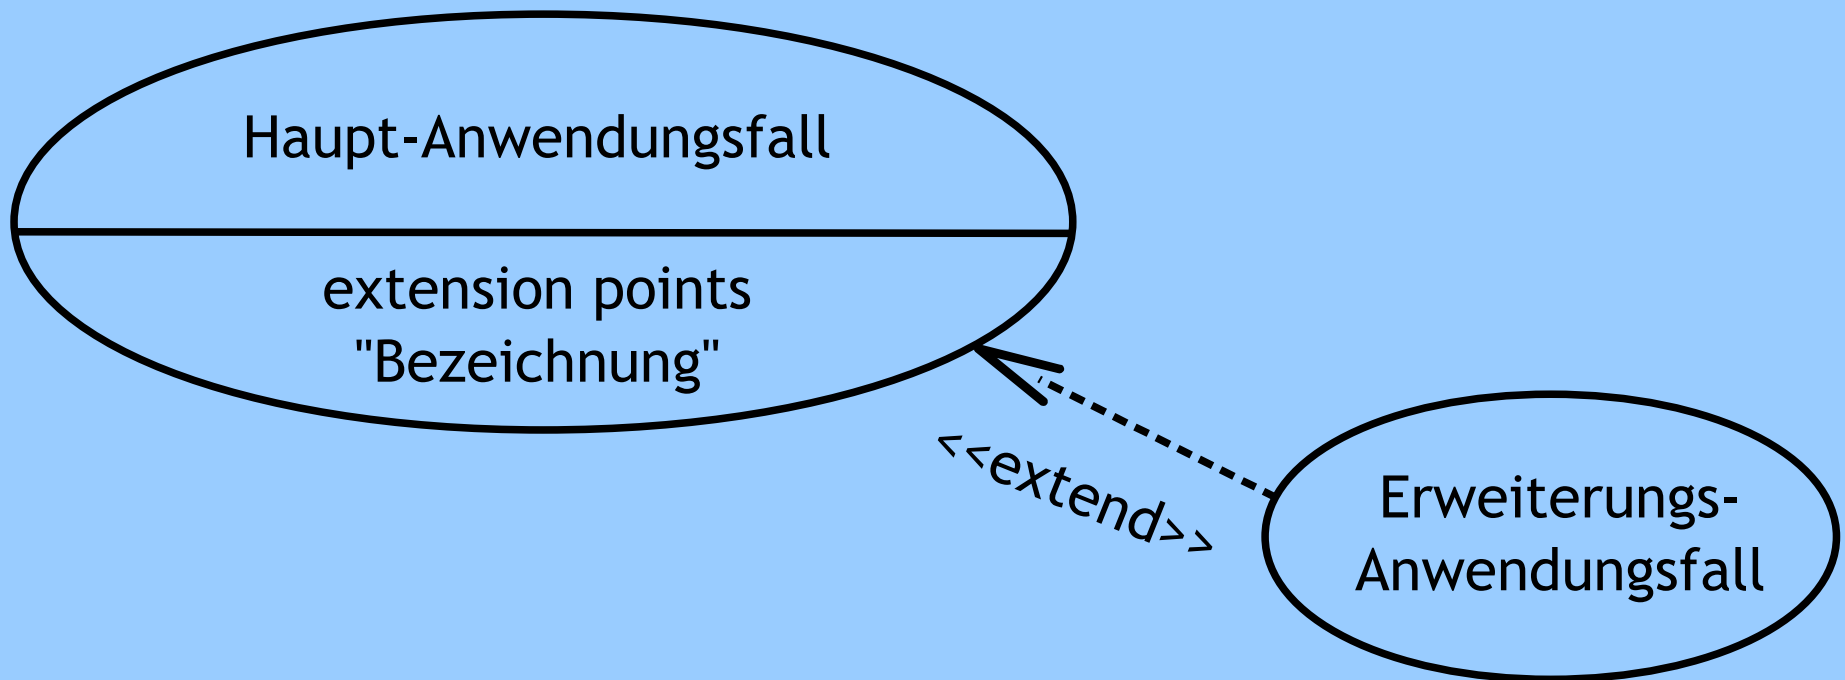 Haupt-Anwendungsfall
extension points
"Bezeichnung"
<<extend>>
Erweiterungs-
Anwendungsfall